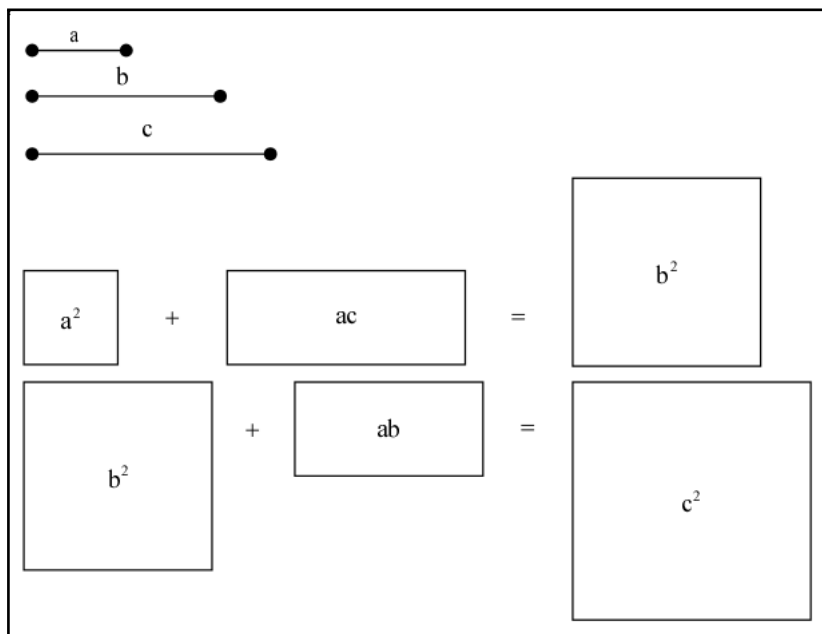 a
b
c
a² + ac = b²
b² + ab = c²